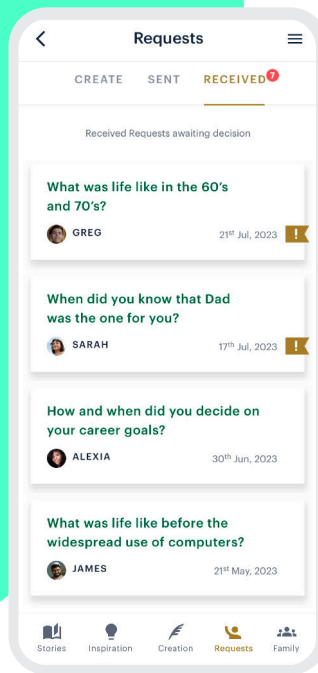 Requests
CREATE SENT RECEIVED 7
Received Requests awaiting decision
What was life like in the 60's
and 70's?
GREG 21st Jul, 2023 !
When did you know that Dad
was the one for you?
SARAH 17th Jul, 2023 !
How and when did you decide on
your career goals?
ALEXIA 30th Jun, 2023
What was life like before the
widespread use of computers?
JAMES 21st May, 2023
Stories Inspiration Creation Requests Family